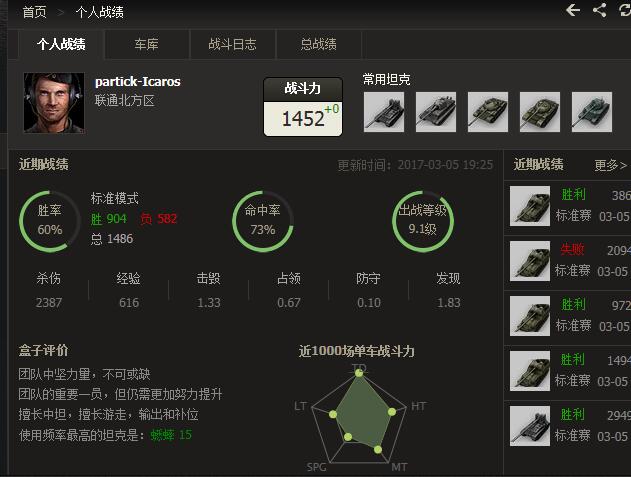 首页 > 个人战绩
个人战绩 车库 战斗日志 总战绩
partick-Icaros
联通北方区
战斗力
1452 +0
常用坦克
近期战绩 更新时间：2017-03-05 19:25
胜率
60%
标准模式
胜 904 负 582
总 1486
命中率
73%
出战等级
9.1级
杀伤 经验 击毁 占领 防守 发现
2387 616 1.33 0.67 0.10 1.83
盒子评价
团队中坚力量，不可或缺
团队的重要一员，但仍需更加努力提升
擅长中坦，擅长游走，输出和补位
使用频率最高的坦克是：蟋蟀 15
近1000场单车战斗力
TD
LT HT
SPG MT
近期战绩 更多>
胜利 386
标准赛 03-05
失败 2094
标准赛 03-05
胜利 972
标准赛 03-05
胜利 1494
标准赛 03-05
胜利 2949
标准赛 03-05